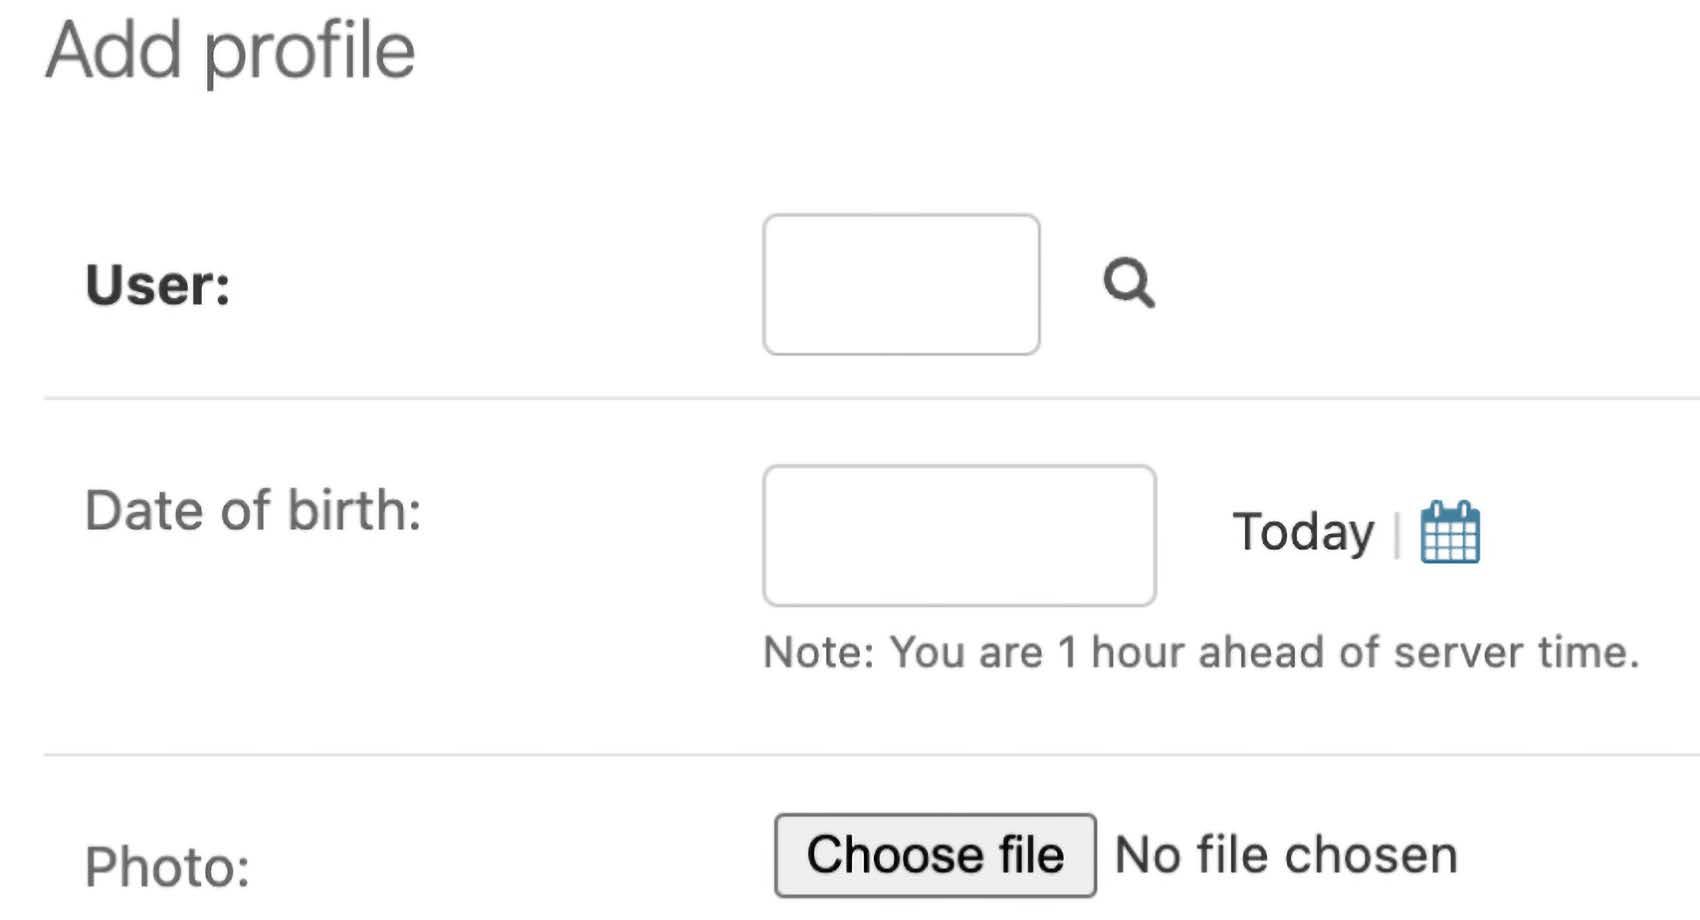 Add profile
User:
Date of birth:
Today |
Note: You are 1 hour ahead of server time.
Photo:
Choose file No file chosen